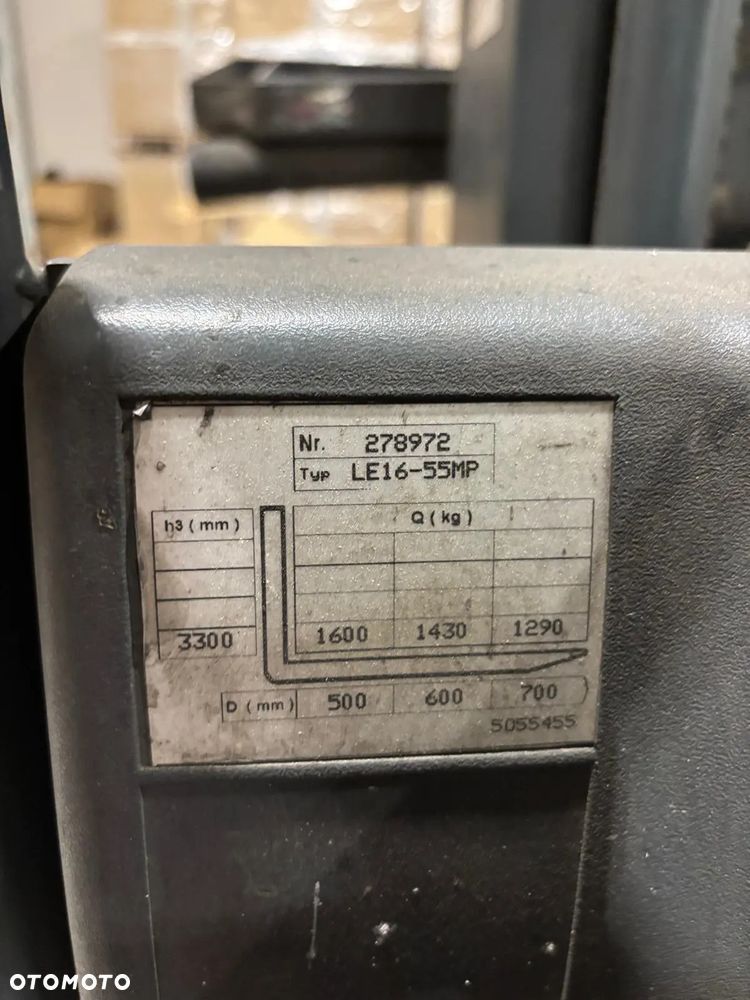 Nr. 278972
Typ LE16-55MP
h3 (mm) Q (kg)
3300 1600 1430 1290
D (mm) 500 600 700
5055455
OTOMOTO